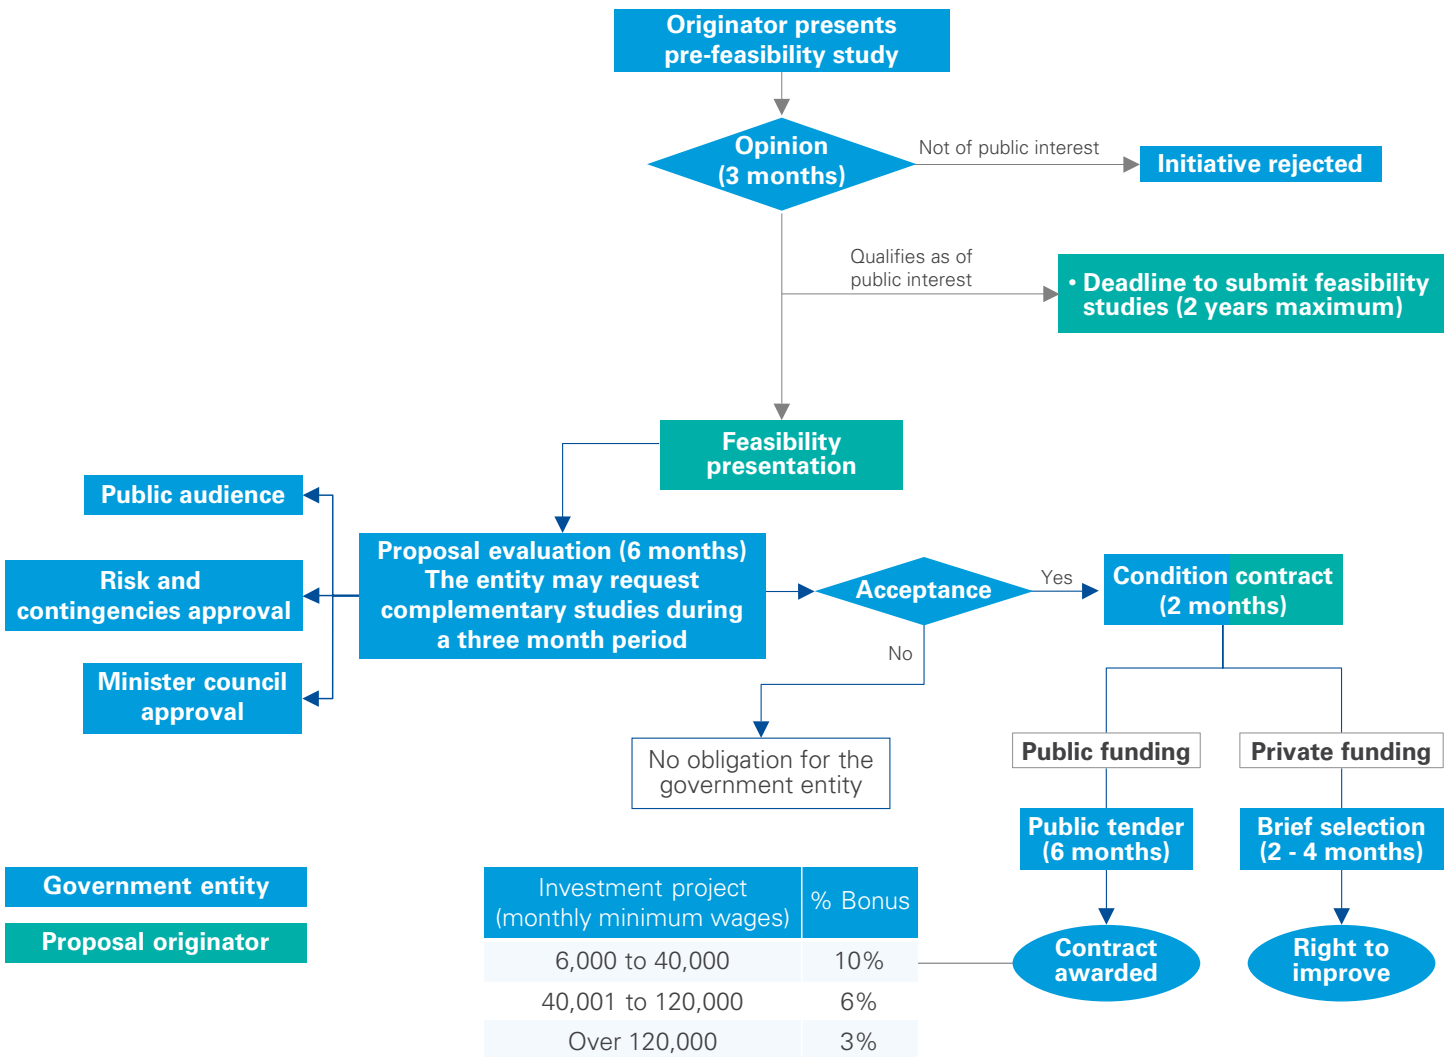 Originator presents
pre-feasibility study
Opinion
(3 months)
Not of public interest
Initiative rejected
Qualifies as of
public interest
• Deadline to submit feasibility
studies (2 years maximum)
Feasibility
presentation
Public audience
Risk and
contingencies approval
Minister council
approval
Proposal evaluation (6 months)
The entity may request
complementary studies during
a three month period
Acceptance
Yes
No
Condition contract
(2 months)
No obligation for the
government entity
Public funding
Private funding
Public tender
(6 months)
Brief selection
(2 - 4 months)
Contract
awarded
Right to
improve
Government entity
Proposal originator
Investment project
(monthly minimum wages)
% Bonus
6,000 to 40,000 10%
40,001 to 120,000 6%
Over 120,000 3%